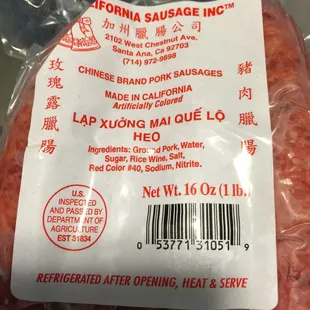 CALIFORNIA SAUSAGE INC™
加州臘腸公司
2102 West Chestnut Ave.
Santa Ana, Ca 92703
(714) 972-0898
CHINESE BRAND PORK SAUSAGES
MADE IN CALIFORNIA
Artificially Colored
玫瑰露臘腸
豬肉臘腸
LẠP XƯỞNG MAI QUẾ LỘ
HEO
Ingredients: Ground Pork, Water,
Sugar, Rice Wine, Salt,
Red Color #40, Sodium, Nitrite.
U.S.
INSPECTED
AND PASSED BY
DEPARTMENT OF
AGRICULTURE
EST 31834
Net Wt. 16 Oz (1 lb.)
0 53771 31051 9
REFRIGERATED AFTER OPENING, HEAT & SERVE